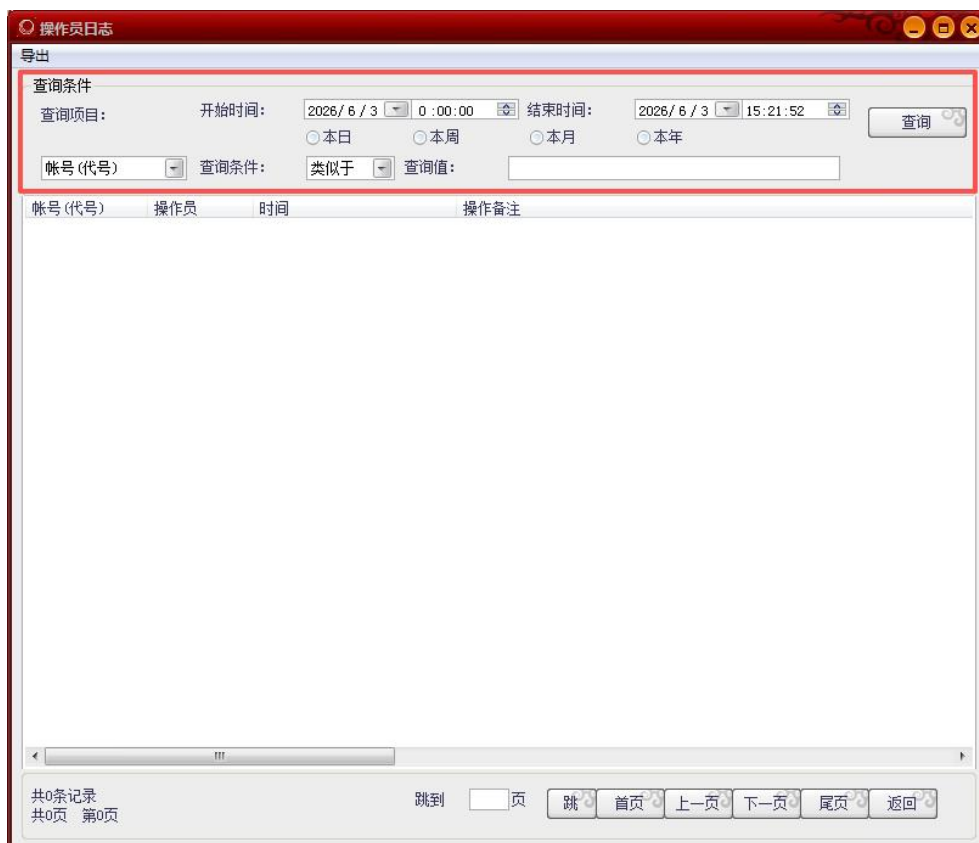 操作员日志
导出
查询条件
查询项目： 开始时间： 2026/ 6 / 3 0 :00:00 结束时间： 2026/ 6 / 3 15:21:52 查询
本日 本周 本月 本年
帐号(代号) 查询条件： 类似于 查询值：
帐号(代号) 操作员 时间 操作备注
共0条记录
共0页 第0页
跳到 页 跳 首页 上一页 下一页 尾页 返回